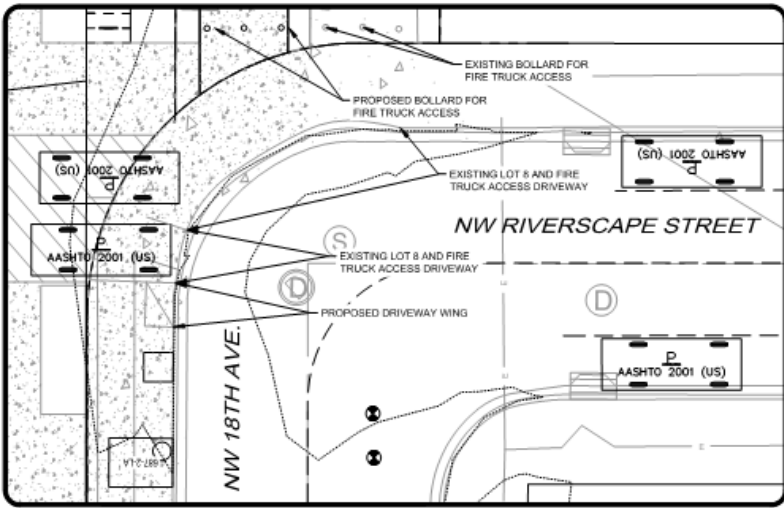 EXISTING BOLLARD FOR
FIRE TRUCK ACCESS
PROPOSED BOLLARD FOR
FIRE TRUCK ACCESS
EXISTING LOT 8 AND FIRE
TRUCK ACCESS DRIVEWAY
P
AASHTO 2001 (US)
P
AASHTO 2001 (US)
NW RIVERSCAPE STREET
P
AASHTO 2001 (US)
S
EXISTING LOT 8 AND FIRE
TRUCK ACCESS DRIVEWAY
D
D
PROPOSED DRIVEWAY WING
NW 18TH AVE.
P
AASHTO 2001 (US)
E
E